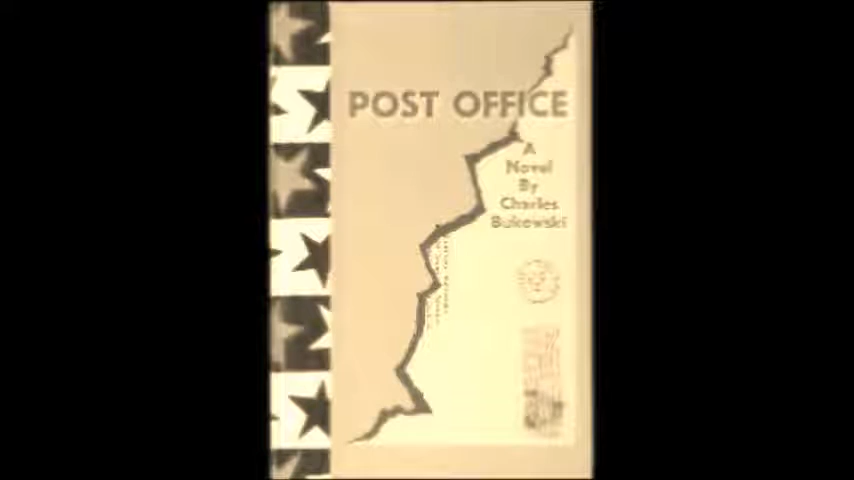 POST OFFICE
A
Novel
By
Charles
Bukowski